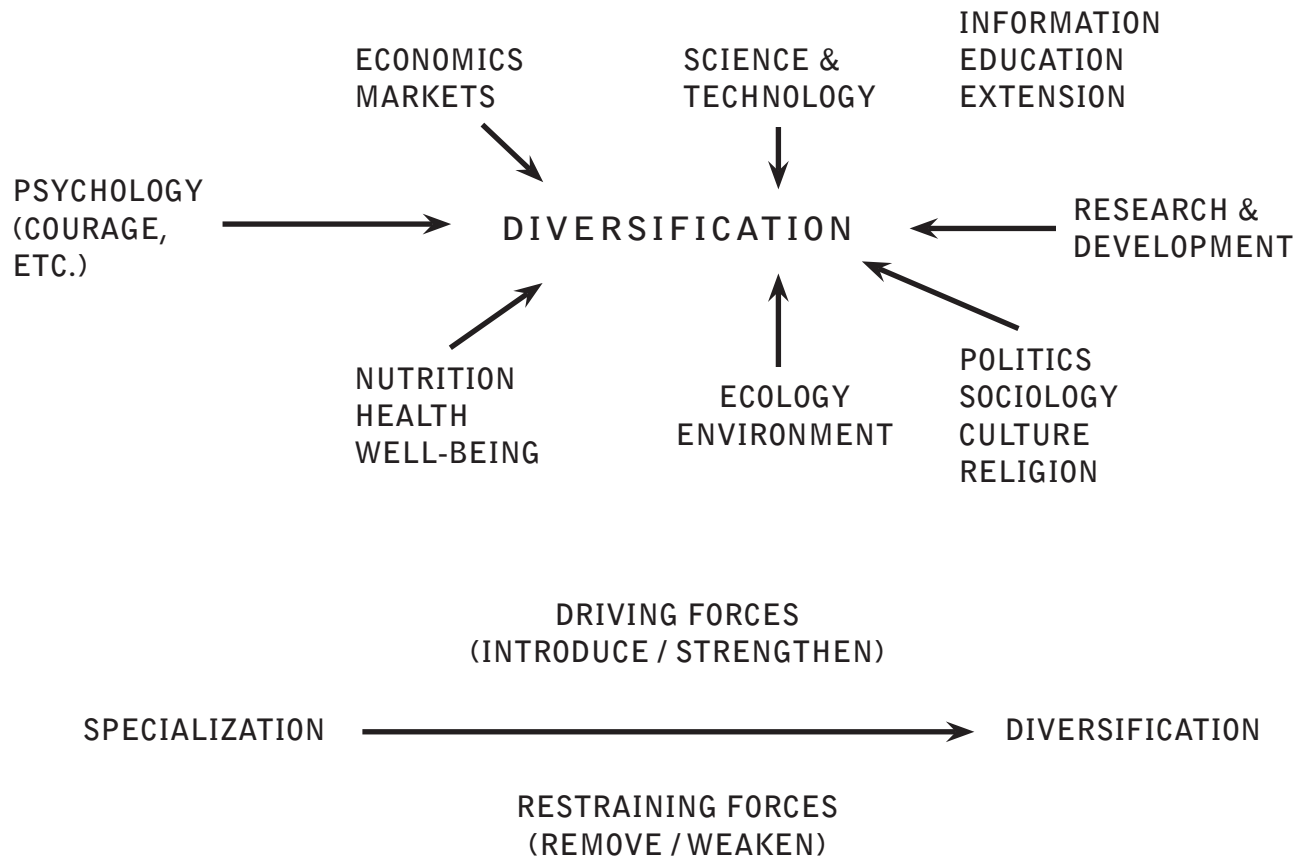 INFORMATION
EDUCATION
EXTENSION
ECONOMICS
MARKETS
SCIENCE &
TECHNOLOGY
PSYCHOLOGY
(COURAGE,
ETC.)
DIVERSIFICATION
RESEARCH &
DEVELOPMENT
NUTRITION
HEALTH
WELL-BEING
ECOLOGY
ENVIRONMENT
POLITICS
SOCIOLOGY
CULTURE
RELIGION
DRIVING FORCES
(INTRODUCE / STRENGTHEN)
SPECIALIZATION
DIVERSIFICATION
RESTRAINING FORCES
(REMOVE / WEAKEN)